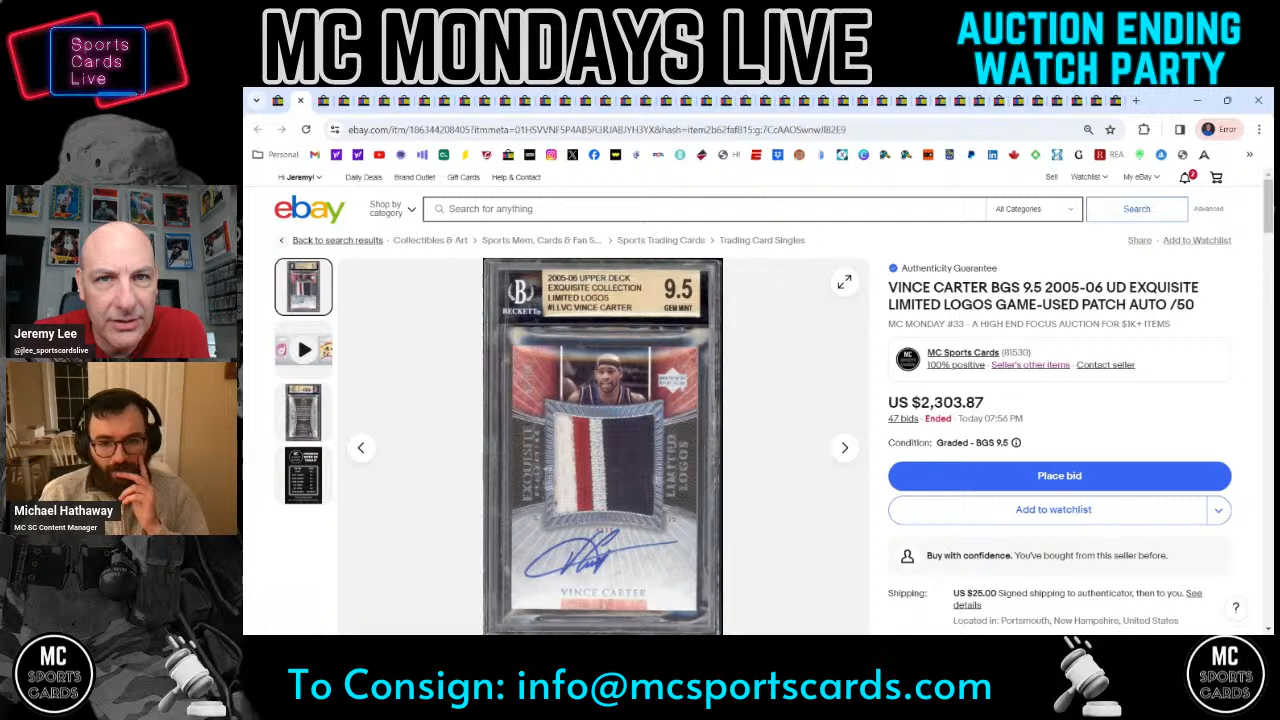 Sports
Cards
Live
MC MONDAYS LIVE
AUCTION ENDING
WATCH PARTY
Error
ebay.com/itm/186344208405?itmmeta=01HSVVNF5P4ABSR3RJABJYH3YX&hash=item2b62faf815:g:7CcAAOSwnwJl82E9
Personal
HI
REA
Hi Jeremy!
Daily Deals
Brand Outlet
Gift Cards
Help & Contact
Sell
Watchlist
My eBay
2
ebay
Shop by
category
Search for anything
All Categories
Search
Advanced
Back to search results
Collectibles & Art
Sports Mem, Cards & Fan S...
Sports Trading Cards
Trading Card Singles
Share
Add to Watchlist
BECKETT
2005-06 UPPER DECK
EXQUISITE COLLECTION
LIMITED LOGOS
#LLVC VINCE CARTER
9.5
GEM MINT
EXQUISITE
LIMITED
LOGOS
VINCE CARTER
Authenticity Guarantee
VINCE CARTER BGS 9.5 2005-06 UD EXQUISITE
LIMITED LOGOS GAME-USED PATCH AUTO /50
MC MONDAY #33 - A HIGH END FOCUS AUCTION FOR $1K+ ITEMS
MC
MC Sports Cards (81530)
100% positive · Seller's other items · Contact seller
US $2,303.87
47 bids · Ended · Today 07:56 PM
Condition: Graded - BGS 9.5
Place bid
Add to watchlist
Buy with confidence. You've bought from this seller before.
Shipping: US $25.00 Signed shipping to authenticator, then to you. See
details
Located in: Portsmouth, New Hampshire, United States
?
Jeremy Lee
@jlee_sportscardslive
Michael Hathaway
MC SC Content Manager
MC
SPORTS
CARDS
To Consign: info@mcsportscards.com
MC
SPORTS
CARDS